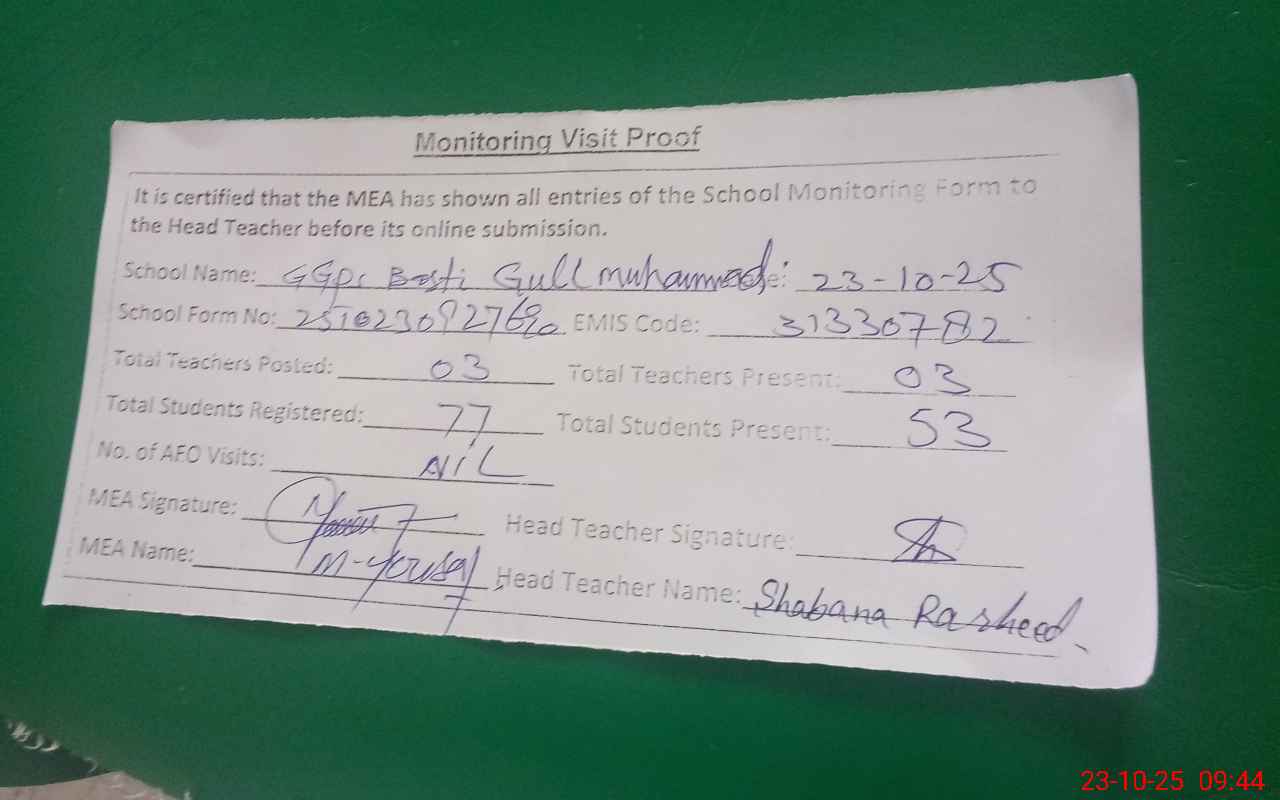 Monitoring Visit Proof
It is certified that the MEA has shown all entries of the School Monitoring Form to
the Head Teacher before its online submission.
School Name: GGPS Basti Gull muhammad : 23-10-25
School Form No: EMIS Code: 31330782
Total Teachers Posted: 03 Total Teachers Present: 03
Total Students Registered: 77 Total Students Present: 53
No. of AEO Visits: NiL
MEA Signature: Head Teacher Signature:
MEA Name: M-Yousaf Head Teacher Name: Shabana Rasheed.
23-10-25 09:44